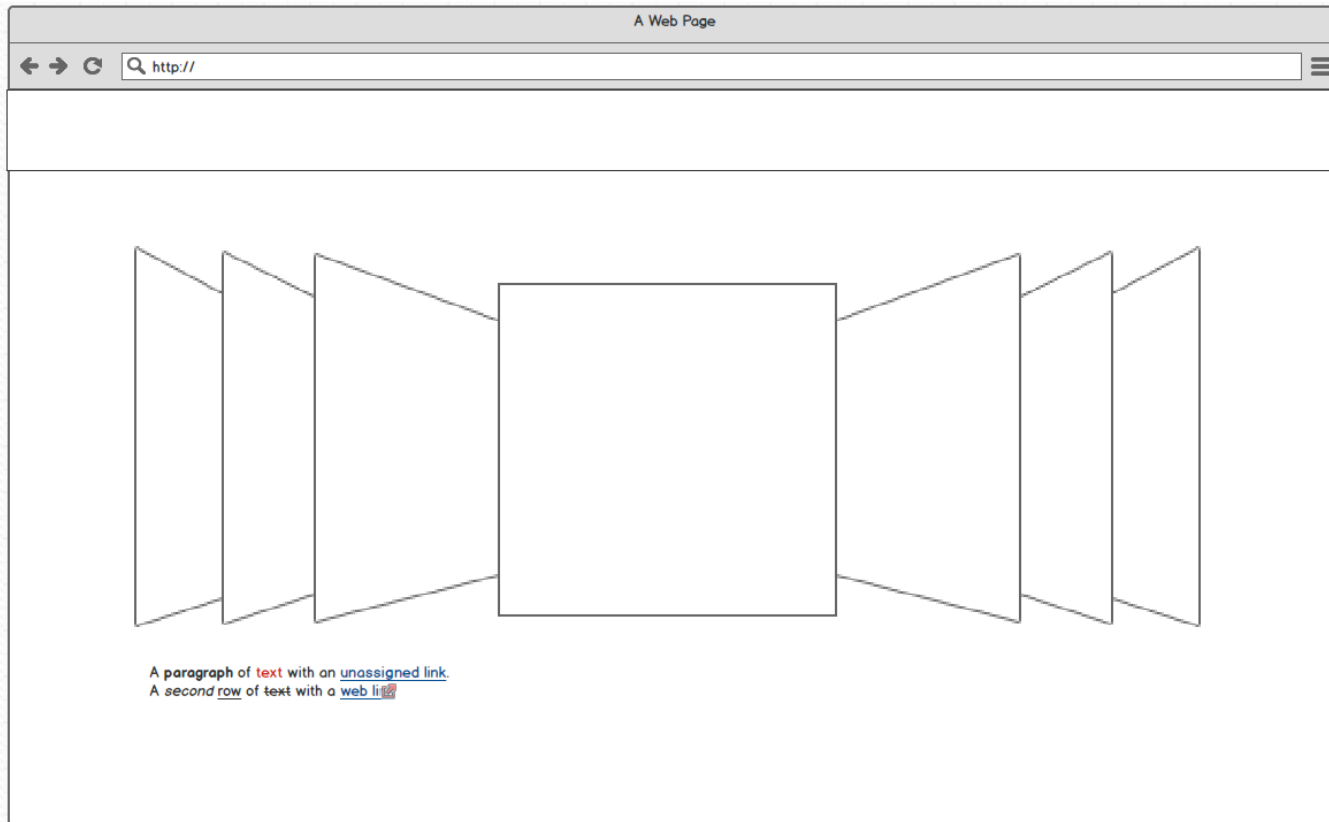 A Web Page
http://
A paragraph of text with an unassigned link.
A second row of text with a web